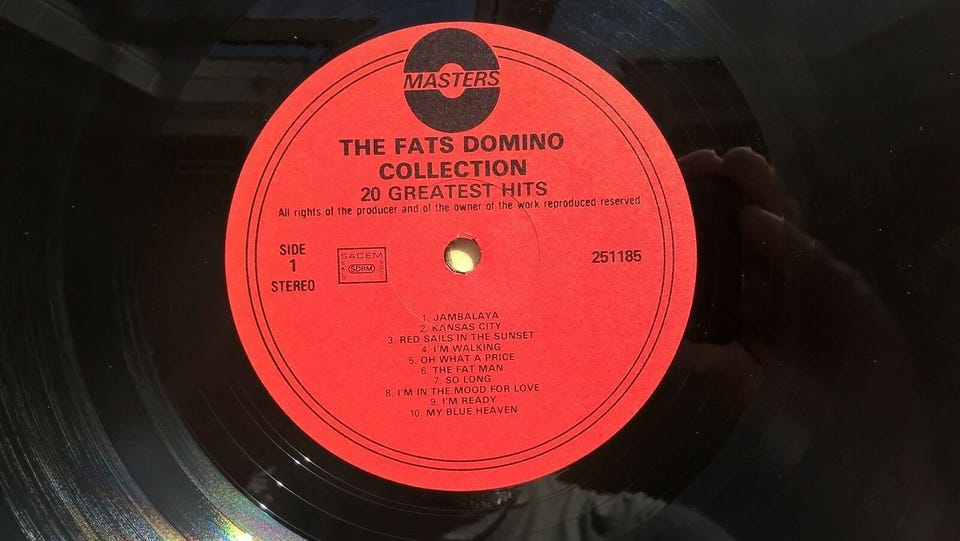 MASTERS
THE FATS DOMINO
COLLECTION
20 GREATEST HITS
All rights of the producer and of the owner of the work reproduced reserved
SIDE
1
STEREO
SACEM
SDRM
251185
1. JAMBALAYA
2. KANSAS CITY
3. RED SAILS IN THE SUNSET
4. I'M WALKING
5. OH WHAT A PRICE
6. THE FAT MAN
7. SO LONG
8. I'M IN THE MOOD FOR LOVE
9. I'M READY
10. MY BLUE HEAVEN